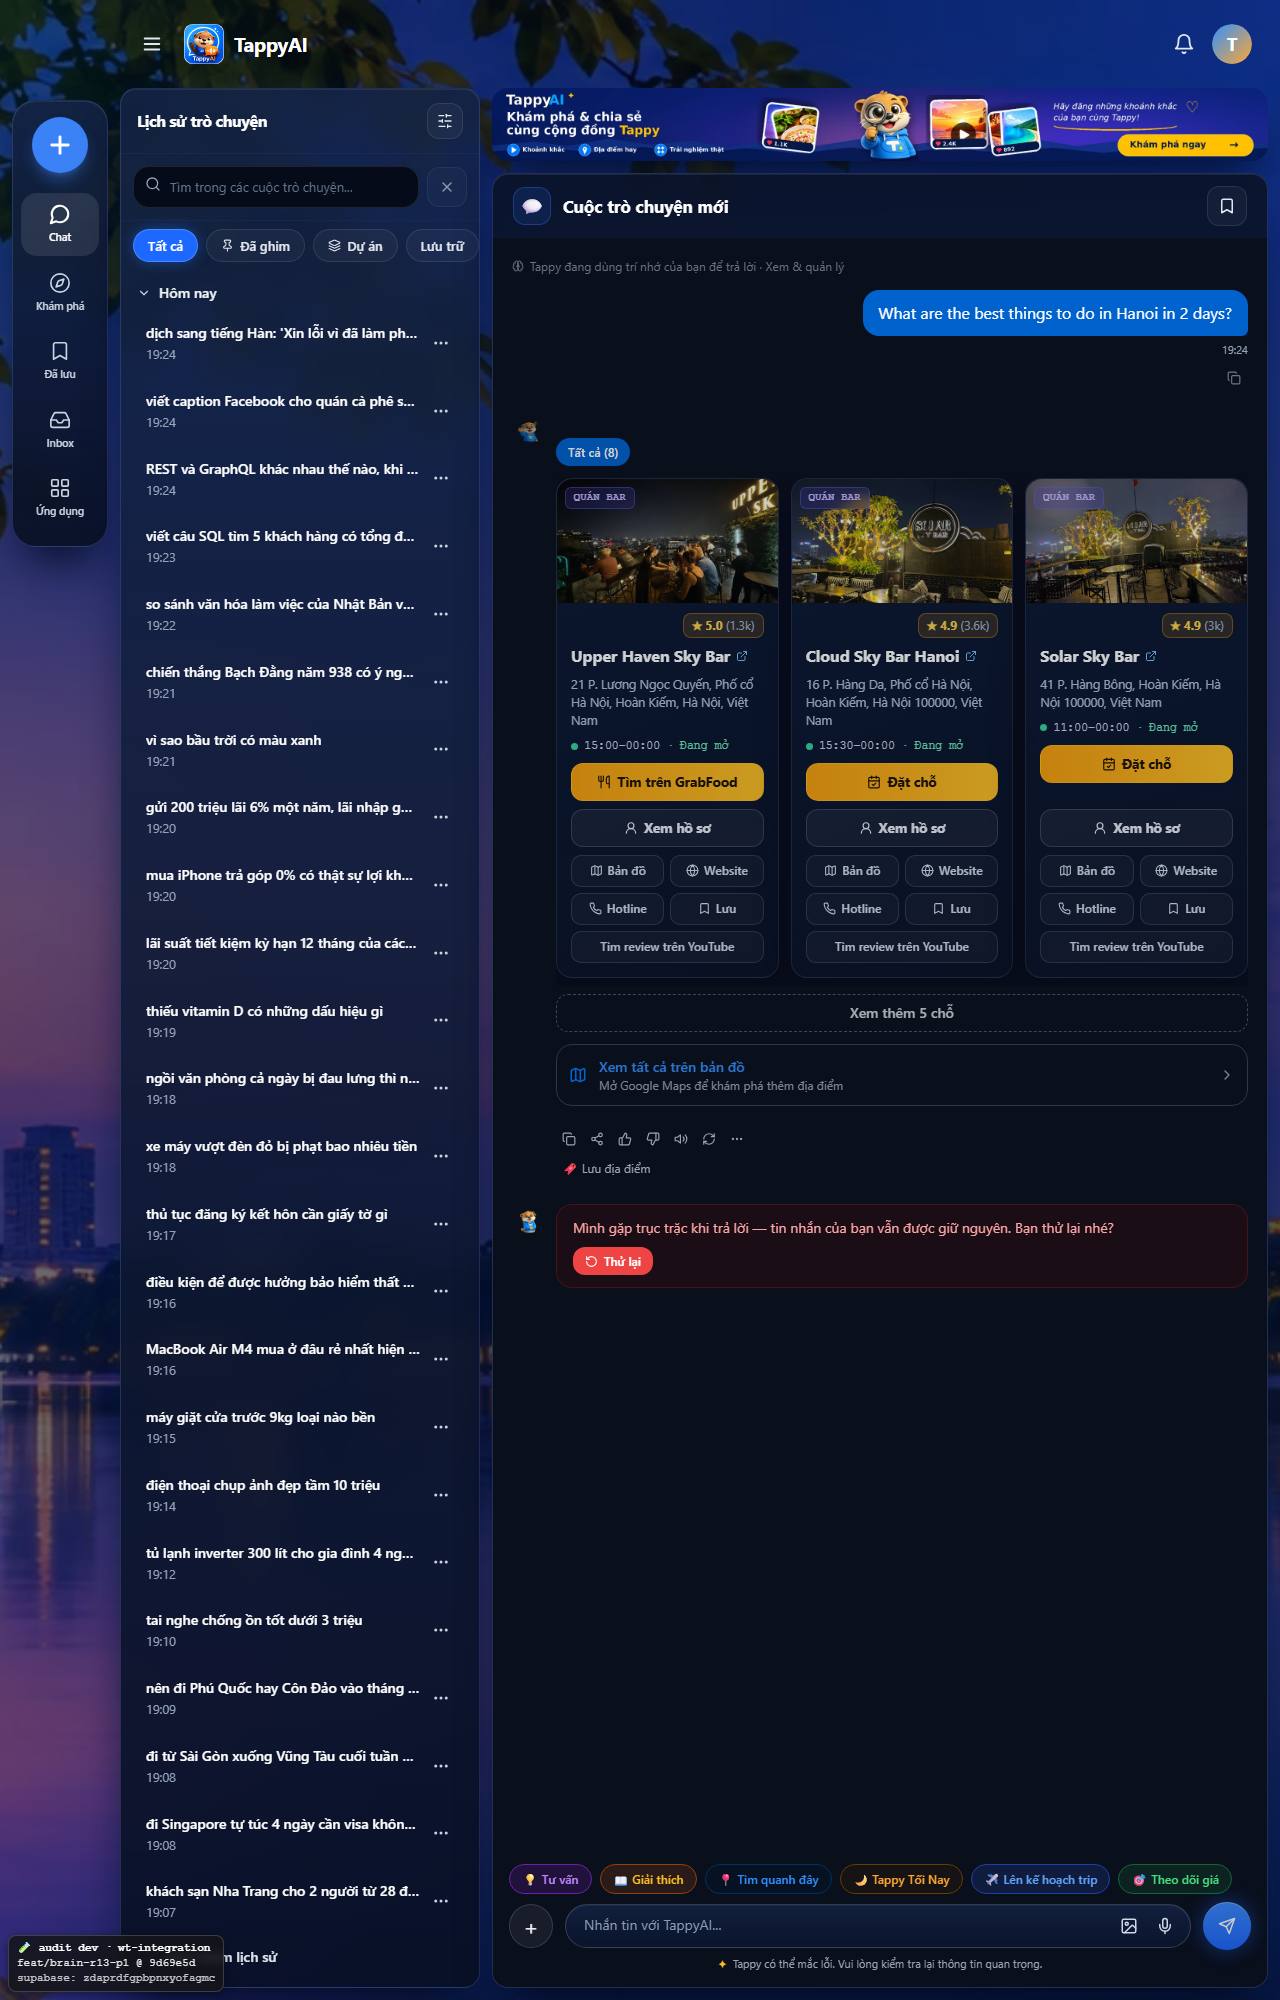 TappyAI
T
TappyAI
Khám phá & chia sẻ
cùng cộng đồng Tappy
Khoảnh khắc
Địa điểm hay
Trải nghiệm thật
1.1K
2.4K
892
Hãy đăng những khoảnh khắc
của bạn cùng Tappy!
Khám phá ngay →
Chat
Khám phá
Đã lưu
Inbox
Ứng dụng
Lịch sử trò chuyện
Tìm trong các cuộc trò chuyện...
Tất cả
Đã ghim
Dự án
Lưu trữ
Hôm nay
dịch sang tiếng Hàn: 'Xin lỗi vì đã làm ph...
19:24
viết caption Facebook cho quán cà phê s...
19:24
REST và GraphQL khác nhau thế nào, khi ...
19:24
viết câu SQL tìm 5 khách hàng có tổng đ...
19:23
so sánh văn hóa làm việc của Nhật Bản v...
19:22
chiến thắng Bạch Đằng năm 938 có ý ng...
19:21
vì sao bầu trời có màu xanh
19:21
gửi 200 triệu lãi 6% một năm, lãi nhập g...
19:20
mua iPhone trả góp 0% có thật sự lợi kh...
19:20
lãi suất tiết kiệm kỳ hạn 12 tháng của các...
19:20
thiếu vitamin D có những dấu hiệu gì
19:19
ngồi văn phòng cả ngày bị đau lưng thì n...
19:18
xe máy vượt đèn đỏ bị phạt bao nhiêu tiền
19:18
thủ tục đăng ký kết hôn cần giấy tờ gì
19:17
điều kiện để được hưởng bảo hiểm thất ...
19:16
MacBook Air M4 mua ở đâu rẻ nhất hiện ...
19:16
máy giặt cửa trước 9kg loại nào bền
19:15
điện thoại chụp ảnh đẹp tầm 10 triệu
19:14
tủ lạnh inverter 300 lít cho gia đình 4 ng...
19:12
tai nghe chống ồn tốt dưới 3 triệu
19:10
nên đi Phú Quốc hay Côn Đảo vào tháng ...
19:09
đi từ Sài Gòn xuống Vũng Tàu cuối tuần ...
19:08
đi Singapore tự túc 4 ngày cần visa khôn...
19:08
khách sạn Nha Trang cho 2 người từ 28 đ...
19:07
m lịch sử
audit dev · wt-integration
feat/brain-r13-p1 @ 9d69e5d
supabase: zdaprdfgpbpnxyofagmc
Cuộc trò chuyện mới
Tappy đang dùng trí nhớ của bạn để trả lời · Xem & quản lý
What are the best things to do in Hanoi in 2 days?
19:24
Tất cả (8)
QUÁN BAR
UPPE
SK
★ 5.0 (1.3k)
Upper Haven Sky Bar
21 P. Lương Ngọc Quyến, Phố cổ
Hà Nội, Hoàn Kiếm, Hà Nội, Việt
Nam
15:00–00:00 · Đang mở
Tìm trên GrabFood
Xem hồ sơ
Bản đồ
Website
Hotline
Lưu
Tìm review trên YouTube
QUÁN BAR
★ 4.9 (3.6k)
Cloud Sky Bar Hanoi
16 P. Hàng Da, Phố cổ Hà Nội,
Hoàn Kiếm, Hà Nội 100000, Việt
Nam
15:30–00:00 · Đang mở
Đặt chỗ
Xem hồ sơ
Bản đồ
Website
Hotline
Lưu
Tìm review trên YouTube
QUÁN BAR
★ 4.9 (3k)
Solar Sky Bar
41 P. Hàng Bông, Hoàn Kiếm, Hà
Nội 100000, Việt Nam
11:00–00:00 · Đang mở
Đặt chỗ
Xem hồ sơ
Bản đồ
Website
Hotline
Lưu
Tìm review trên YouTube
Xem thêm 5 chỗ
Xem tất cả trên bản đồ
Mở Google Maps để khám phá thêm địa điểm
Lưu địa điểm
Mình gặp trục trặc khi trả lời — tin nhắn của bạn vẫn được giữ nguyên. Bạn thử lại nhé?
Thử lại
Tư vấn
Giải thích
Tìm quanh đây
Tappy Tối Nay
Lên kế hoạch trip
Theo dõi giá
Nhắn tin với TappyAI...
Tappy có thể mắc lỗi. Vui lòng kiểm tra lại thông tin quan trọng.